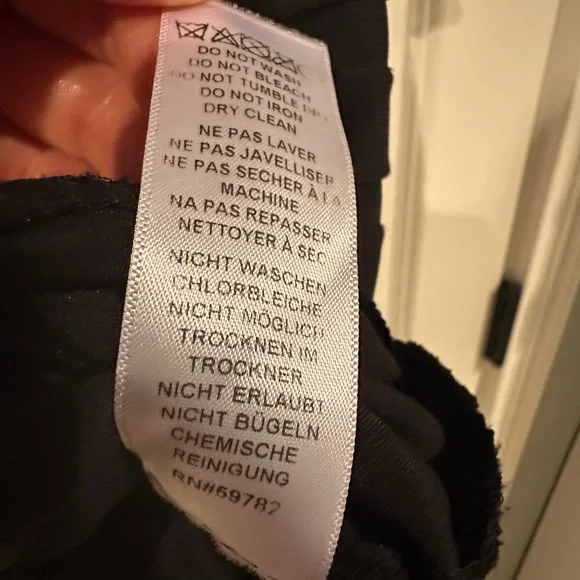 DO NOT WASH
DO NOT BLEACH
DO NOT TUMBLE
DO NOT IRON
DRY CLEAN
NE PAS LAVER
NE PAS JAVELLISER
NE PAS SECHER À LA
MACHINE
NA PAS REPASSER
NETTOYER À SEC
NICHT WASCHEN
CHLORBLEICHE
NICHT MÖGLICH
TROCKNEN IM
TROCKNER
NICHT ERLAUBT
NICHT BÜGELN
CHEMISCHE
REINIGUNG
RN#59782